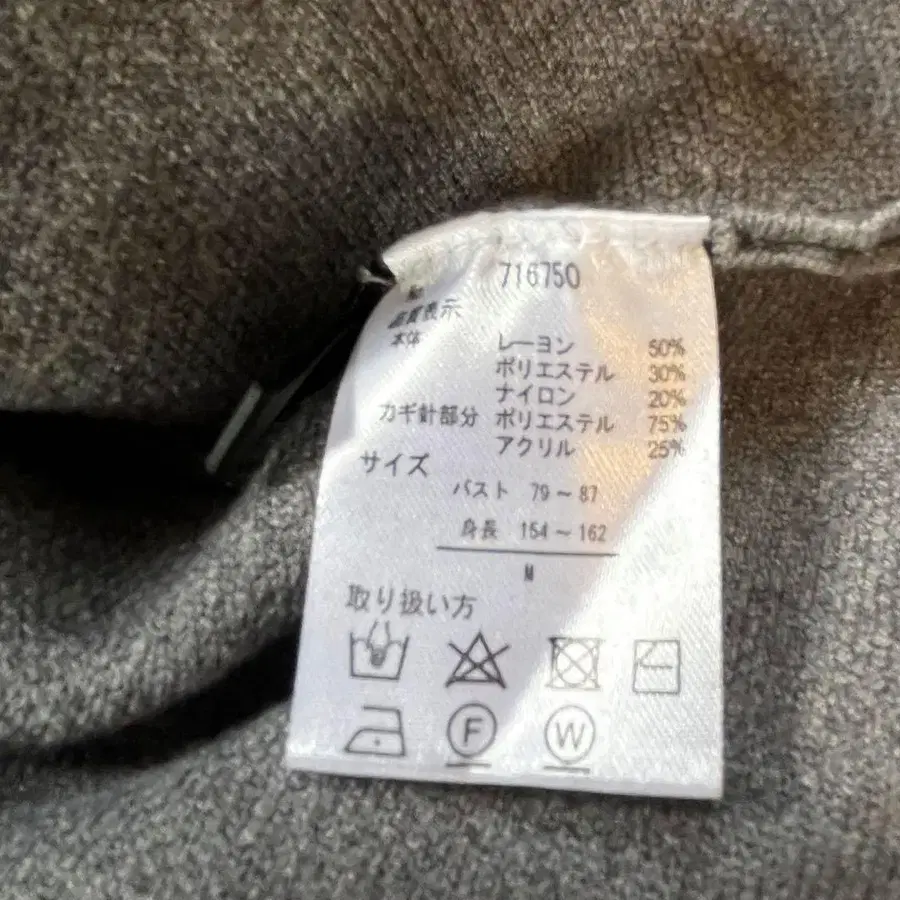 716750
品質表示
本体 レーヨン 50%
ポリエステル 30%
ナイロン 20%
カギ針部分 ポリエステル 75%
アクリル 25%
サイズ
バスト 79～87
身長 154～162
M
取り扱い方
F W